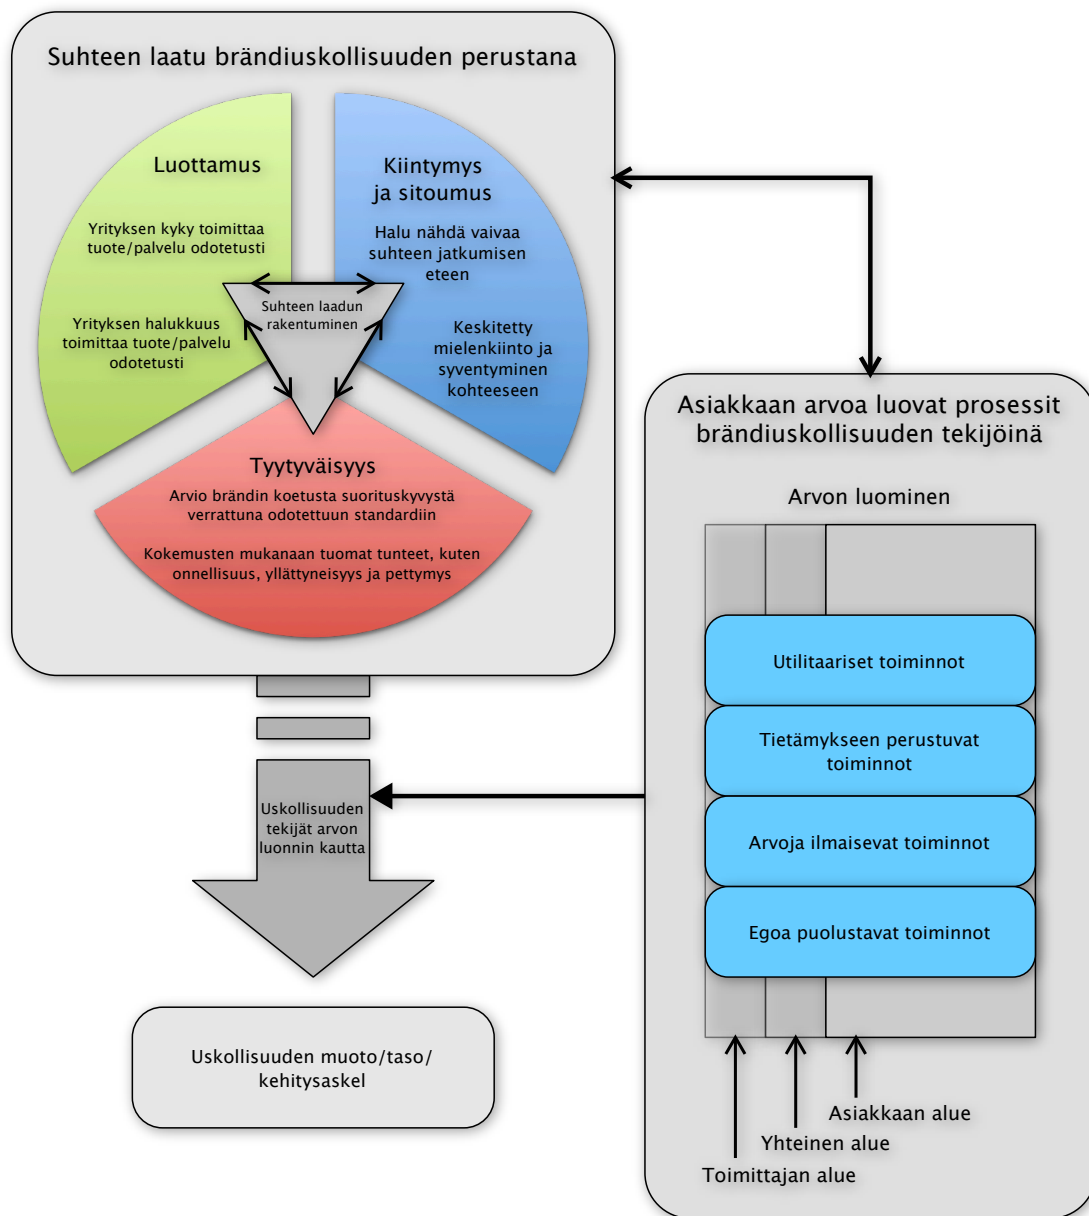 Suhteen laatu brändiuskollisuuden perustana
Luottamus
Yrityksen kyky toimittaa
tuote/palvelu odotetusti
Yrityksen halukkuus
toimittaa tuote/palvelu
odotetusti
Kiintymys
ja sitoumus
Halu nähdä vaivaa
suhteen jatkumisen
eteen
Keskitetty
mielenkiinto ja
syventyminen
kohteeseen
Suhteen laadun
rakentuminen
Tyytyväisyys
Arvio brändin koetusta suorituskyvystä
verrattuna odotettuun standardiin
Kokemusten mukanaan tuomat tunteet, kuten
onnellisuus, yllättyneisyys ja pettymys
Uskollisuuden
tekijät arvon
luonnin kautta
Uskollisuuden muoto/taso/
kehitysaskel
Asiakkaan arvoa luovat prosessit
brändiuskollisuuden tekijöinä
Arvon luominen
Utilitaariset toiminnot
Tietämykseen perustuvat
toiminnot
Arvoja ilmaisevat toiminnot
Egoa puolustavat toiminnot
Asiakkaan alue
Yhteinen alue
Toimittajan alue